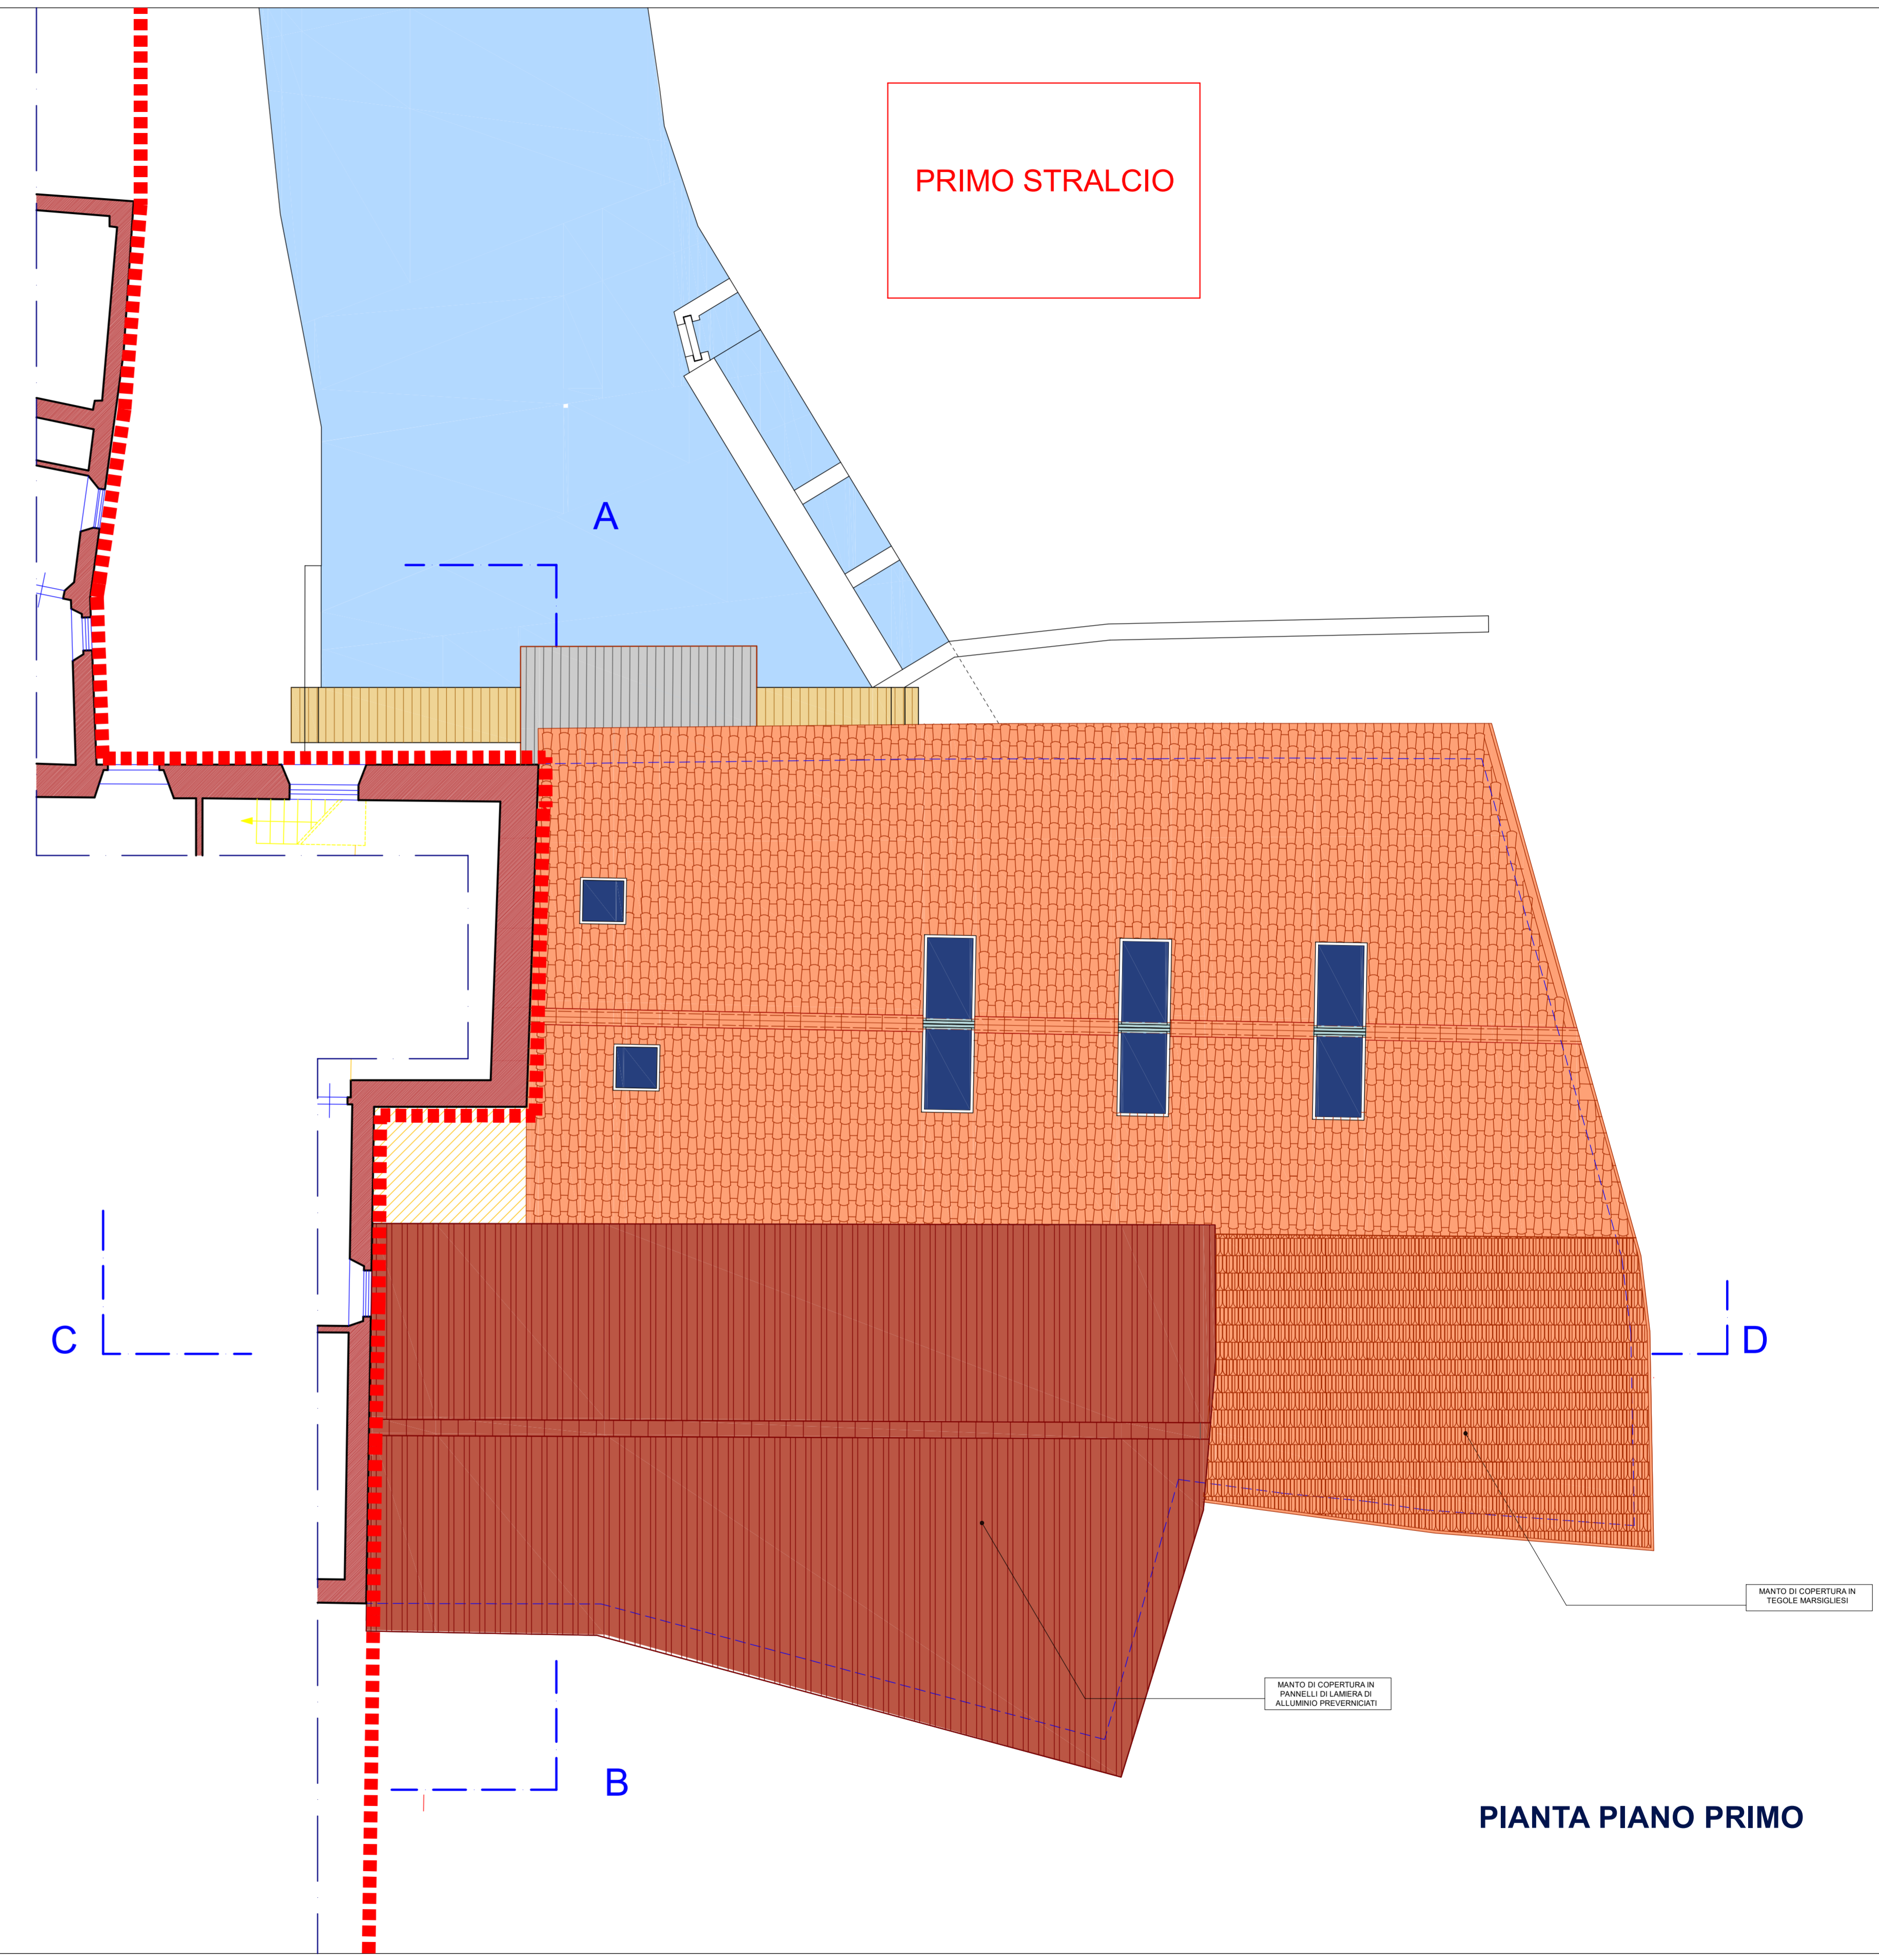 PRIMO STRALCIO
A
C
D
MANTO DI COPERTURA IN
TEGOLE MARSIGLIESI
MANTO DI COPERTURA IN
PANNELLI DI LAMIERA DI
ALLUMINIO PREVERNICIATI
B
PIANTA PIANO PRIMO